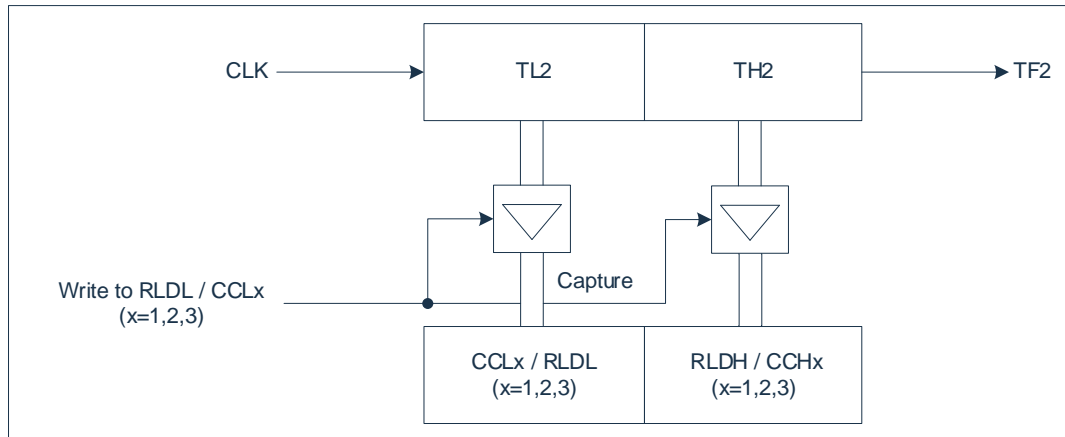 CLK
TL2
TH2
TF2
Capture
Write to RLDL / CCLx
(x=1,2,3)
CCLx / RLDL
(x=1,2,3)
RLDH / CCHx
(x=1,2,3)